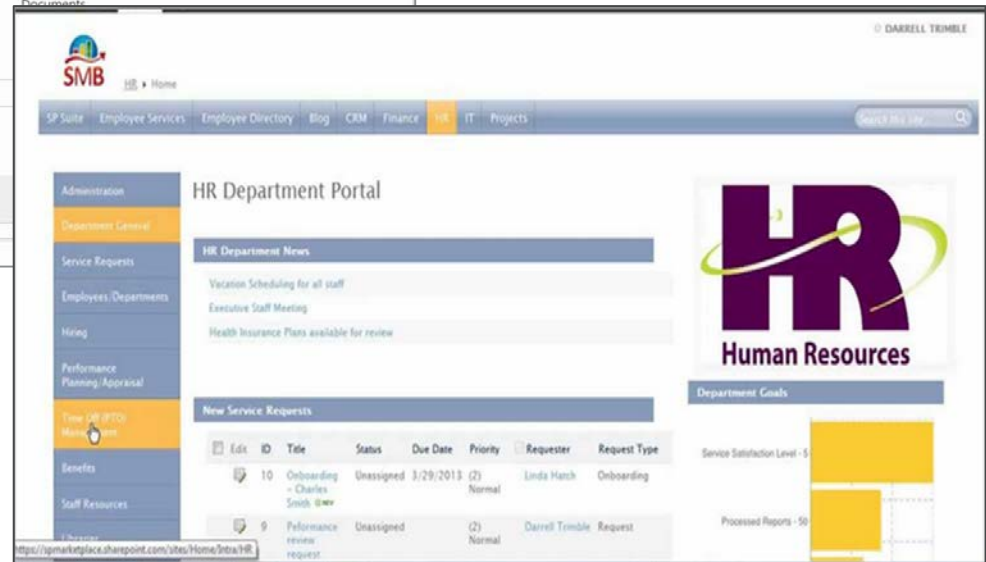 Documents
DARRELL TRIMBLE
SMB
HR ▸ Home
SP Suite Employee Services Employee Directory Blog CRM Finance HR IT Projects
Search this site...
Administration
Department General
Service Requests
Employees/Departments
Hiring
Performance
Planning/Appraisal
Time Off (PTO)
Management
Benefits
Staff Resources
Libraries
HR Department Portal
HR Department News
Vacation Scheduling for all staff
Executive Staff Meeting
Health Insurance Plans available for review
New Service Requests
Edit ID Title Status Due Date Priority Requester Request Type
10 Onboarding Unassigned 3/29/2013 (2) Linda Hatch Onboarding
- Charles Normal
Smith NEW
9 Peformance Unassigned (2) Darrell Trimble Request
review Normal
request
HR
Human Resources
Department Goals
Service Satisfaction Level - 5
Processed Reports - 50
https://spmarketplace.sharepoint.com/sites/Home/Intra/HR